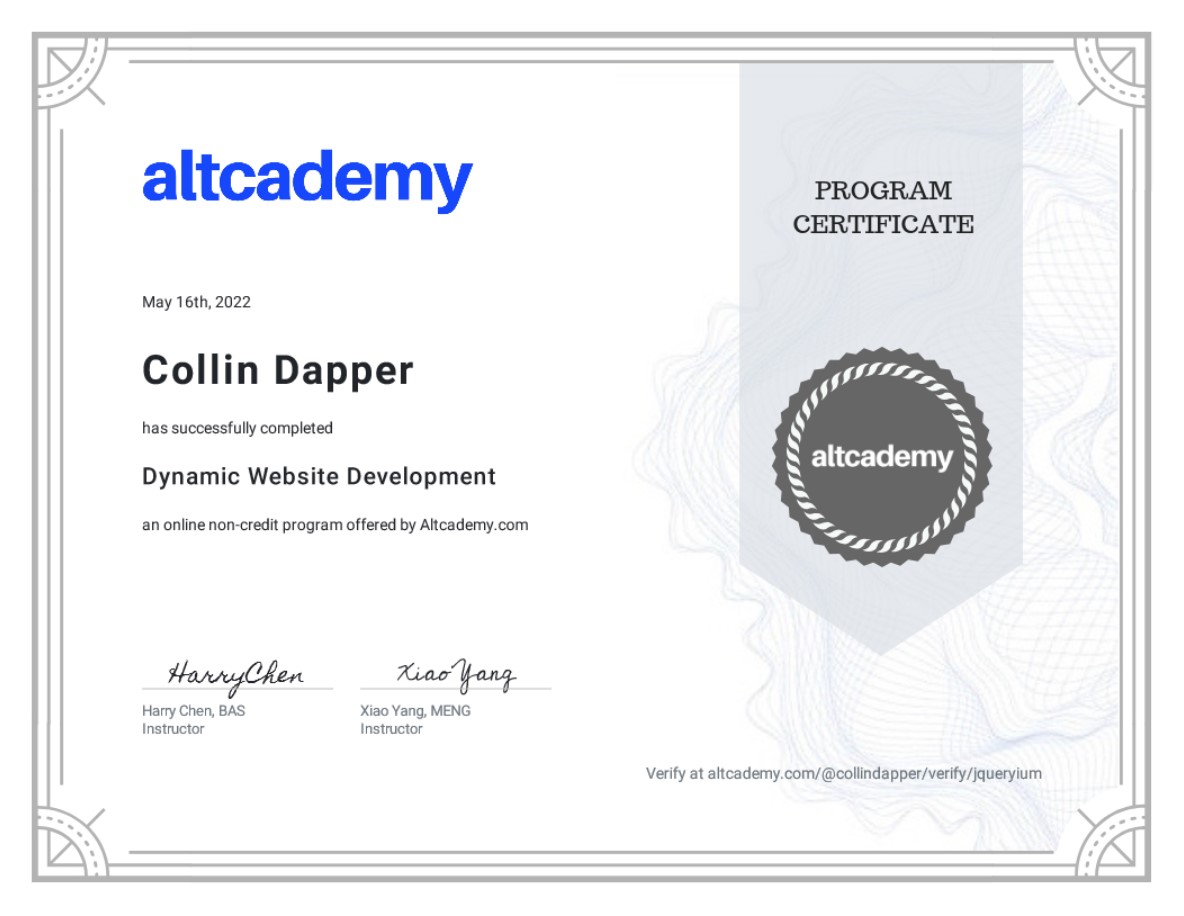 altcademy
PROGRAM
CERTIFICATE
May 16th, 2022
Collin Dapper
has successfully completed
Dynamic Website Development
an online non-credit program offered by Altcademy.com
altcademy
HarryChen
Xiao Yang
Harry Chen, BAS
Instructor
Xiao Yang, MENG
Instructor
Verify at altcademy.com/@collindapper/verify/jqueryium